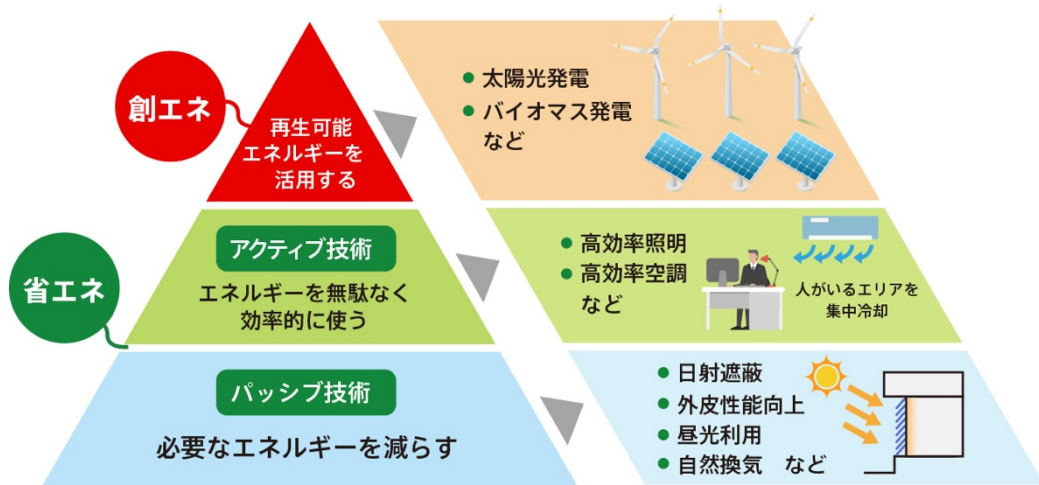 創エネ
再生可能
エネルギーを
活用する
● 太陽光発電
● バイオマス発電
など
省エネ
アクティブ技術
エネルギーを無駄なく
効率的に使う
● 高効率照明
● 高効率空調
など
人がいるエリアを
集中冷却
パッシブ技術
必要なエネルギーを減らす
● 日射遮蔽
● 外皮性能向上
● 昼光利用
● 自然換気　など